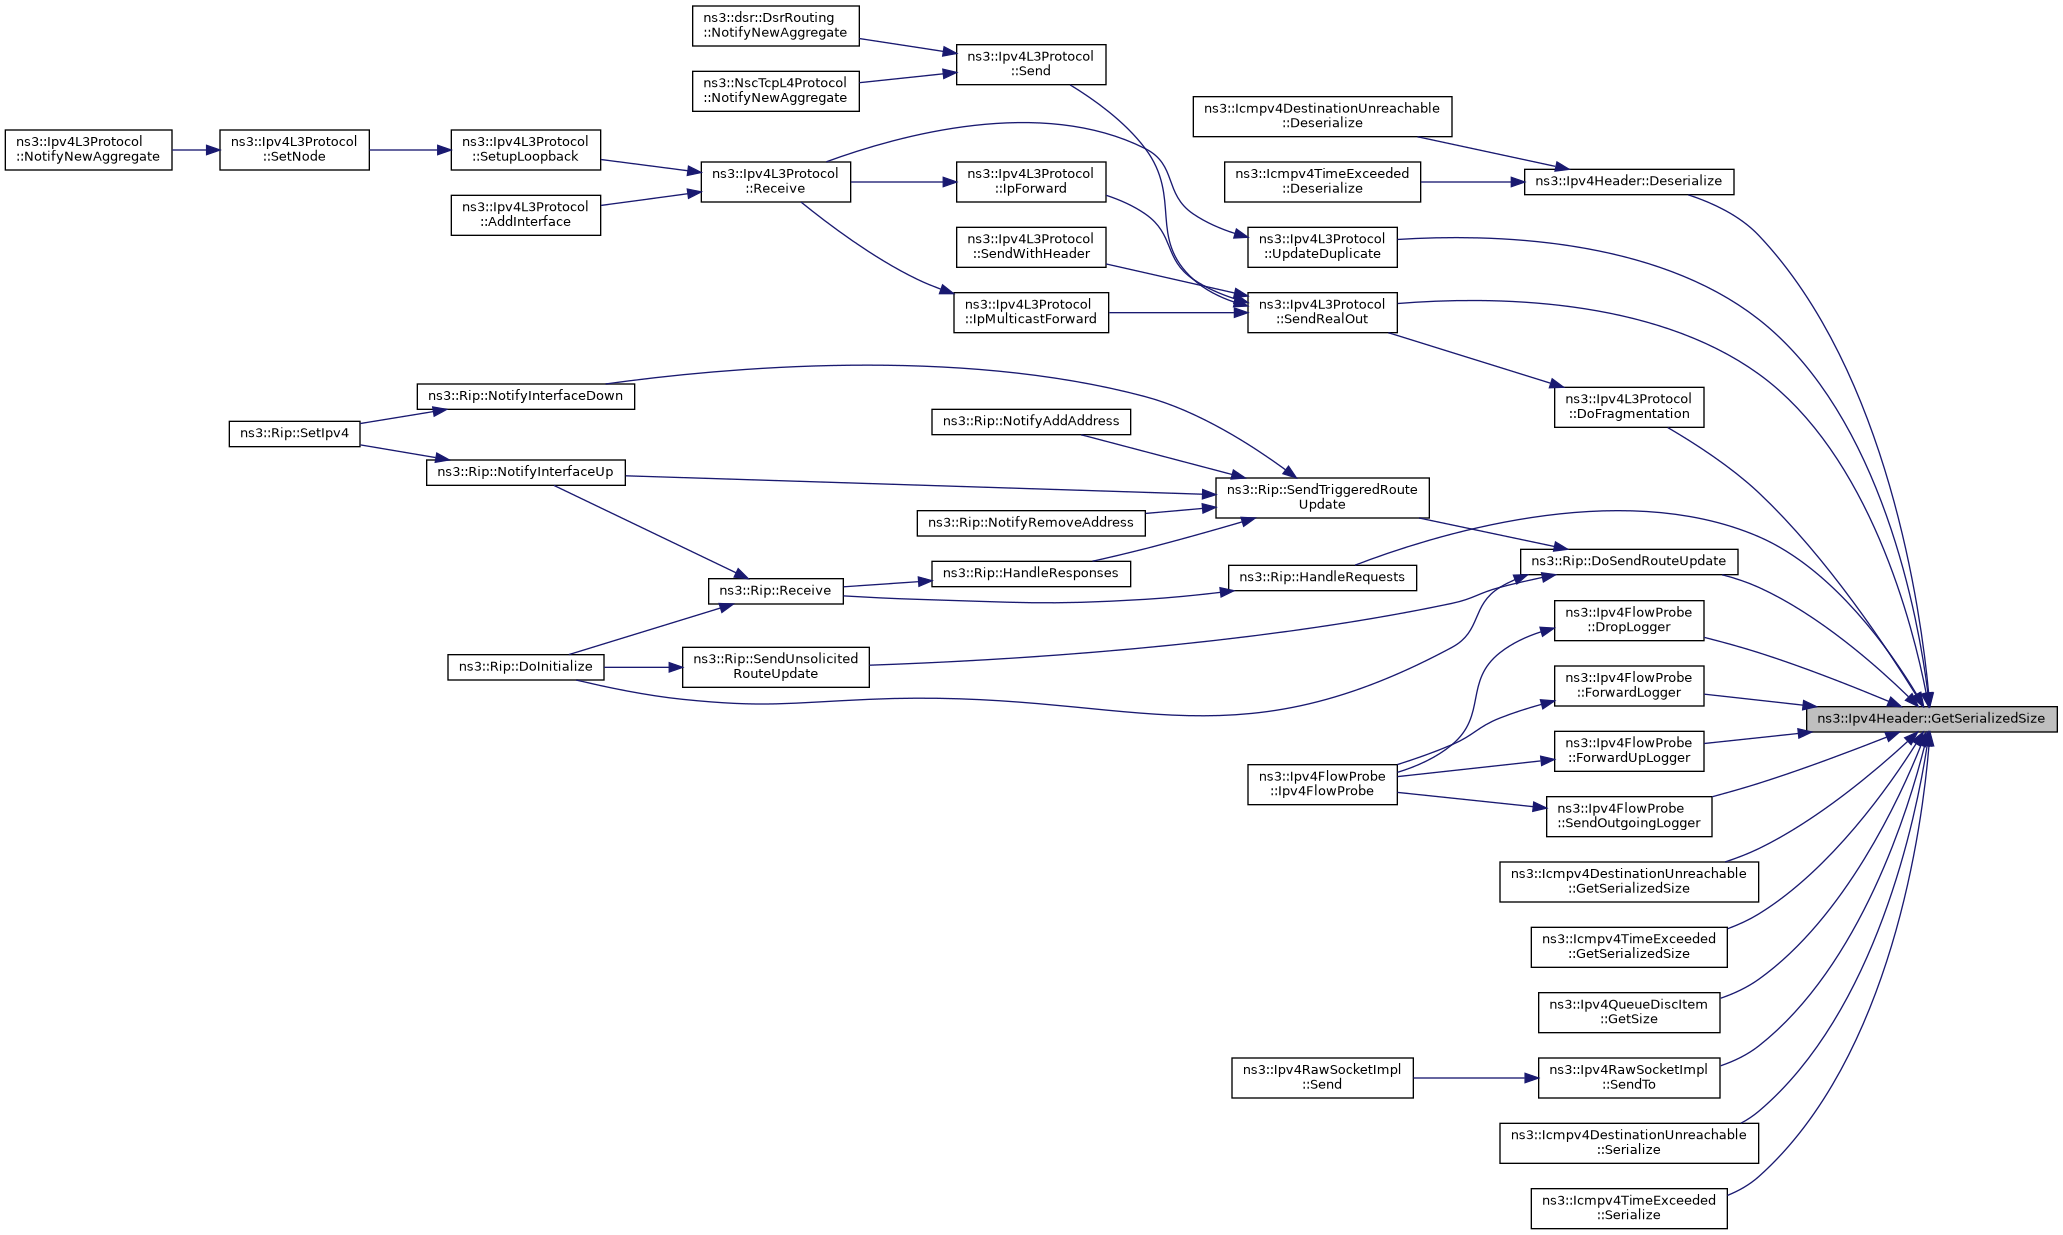 ns3::dsr::DsrRouting
::NotifyNewAggregate
ns3::Ipv4L3Protocol
::Send
ns3::NscTcpL4Protocol
::NotifyNewAggregate
ns3::Icmpv4DestinationUnreachable
::Deserialize
ns3::Ipv4L3Protocol
::NotifyNewAggregate
ns3::Ipv4L3Protocol
::SetNode
ns3::Ipv4L3Protocol
::SetupLoopback
ns3::Ipv4L3Protocol
::Receive
ns3::Ipv4L3Protocol
::IpForward
ns3::Icmpv4TimeExceeded
::Deserialize
ns3::Ipv4Header::Deserialize
ns3::Ipv4L3Protocol
::AddInterface
ns3::Ipv4L3Protocol
::SendWithHeader
ns3::Ipv4L3Protocol
::UpdateDuplicate
ns3::Ipv4L3Protocol
::IpMulticastForward
ns3::Ipv4L3Protocol
::SendRealOut
ns3::Rip::NotifyInterfaceDown
ns3::Ipv4L3Protocol
::DoFragmentation
ns3::Rip::NotifyAddAddress
ns3::Rip::SetIpv4
ns3::Rip::NotifyInterfaceUp
ns3::Rip::SendTriggeredRoute
Update
ns3::Rip::NotifyRemoveAddress
ns3::Rip::DoSendRouteUpdate
ns3::Rip::HandleResponses
ns3::Rip::HandleRequests
ns3::Rip::Receive
ns3::Ipv4FlowProbe
::DropLogger
ns3::Rip::DoInitialize
ns3::Rip::SendUnsolicited
RouteUpdate
ns3::Ipv4FlowProbe
::ForwardLogger
ns3::Ipv4Header::GetSerializedSize
ns3::Ipv4FlowProbe
::ForwardUpLogger
ns3::Ipv4FlowProbe
::Ipv4FlowProbe
ns3::Ipv4FlowProbe
::SendOutgoingLogger
ns3::Icmpv4DestinationUnreachable
::GetSerializedSize
ns3::Icmpv4TimeExceeded
::GetSerializedSize
ns3::Ipv4QueueDiscItem
::GetSize
ns3::Ipv4RawSocketImpl
::Send
ns3::Ipv4RawSocketImpl
::SendTo
ns3::Icmpv4DestinationUnreachable
::Serialize
ns3::Icmpv4TimeExceeded
::Serialize